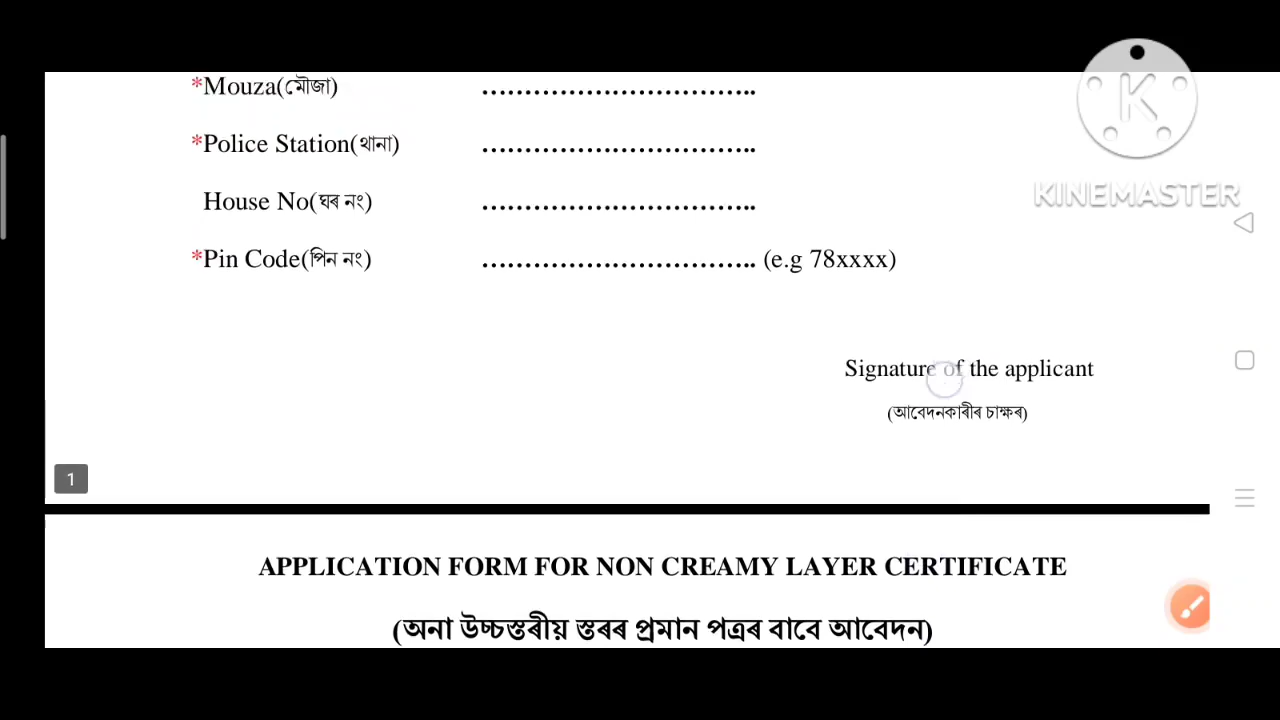 *Mouza(মৌজা) ……………………………..
KINEMASTER
*Police Station(থানা) ……………………………..
House No(ঘৰ নং) ……………………………..
*Pin Code(পিন নং) …………………………….. (e.g 78xxxx)
Signature of the applicant
(আবেদনকাৰীৰ চাক্ষৰ)
1
APPLICATION FORM FOR NON CREAMY LAYER CERTIFICATE
(অনা উচ্চস্তৰীয় স্তৰৰ প্ৰমান পত্ৰৰ বাবে আবেদন)